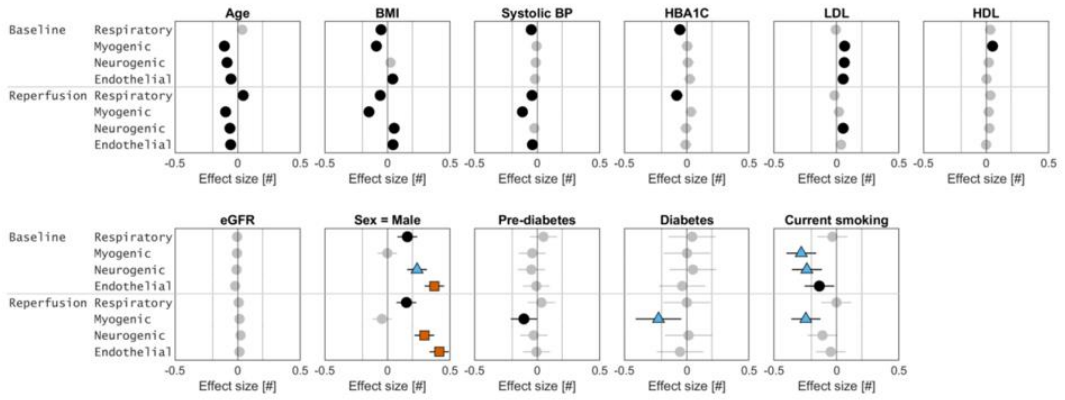 Age BMI Systolic BP HBA1C LDL HDL
Baseline Respiratory
Myogenic
Neurogenic
Endothelial
Reperfusion Respiratory
Myogenic
Neurogenic
Endothelial
-0.5 0 0.5 -0.5 0 0.5 -0.5 0 0.5 -0.5 0 0.5 -0.5 0 0.5 -0.5 0 0.5
Effect size [#] Effect size [#] Effect size [#] Effect size [#] Effect size [#] Effect size [#]
eGFR Sex = Male Pre-diabetes Diabetes Current smoking
Baseline Respiratory
Myogenic
Neurogenic
Endothelial
Reperfusion Respiratory
Myogenic
Neurogenic
Endothelial
-0.5 0 0.5 -0.5 0 0.5 -0.5 0 0.5 -0.5 0 0.5 -0.5 0 0.5
Effect size [#] Effect size [#] Effect size [#] Effect size [#] Effect size [#]